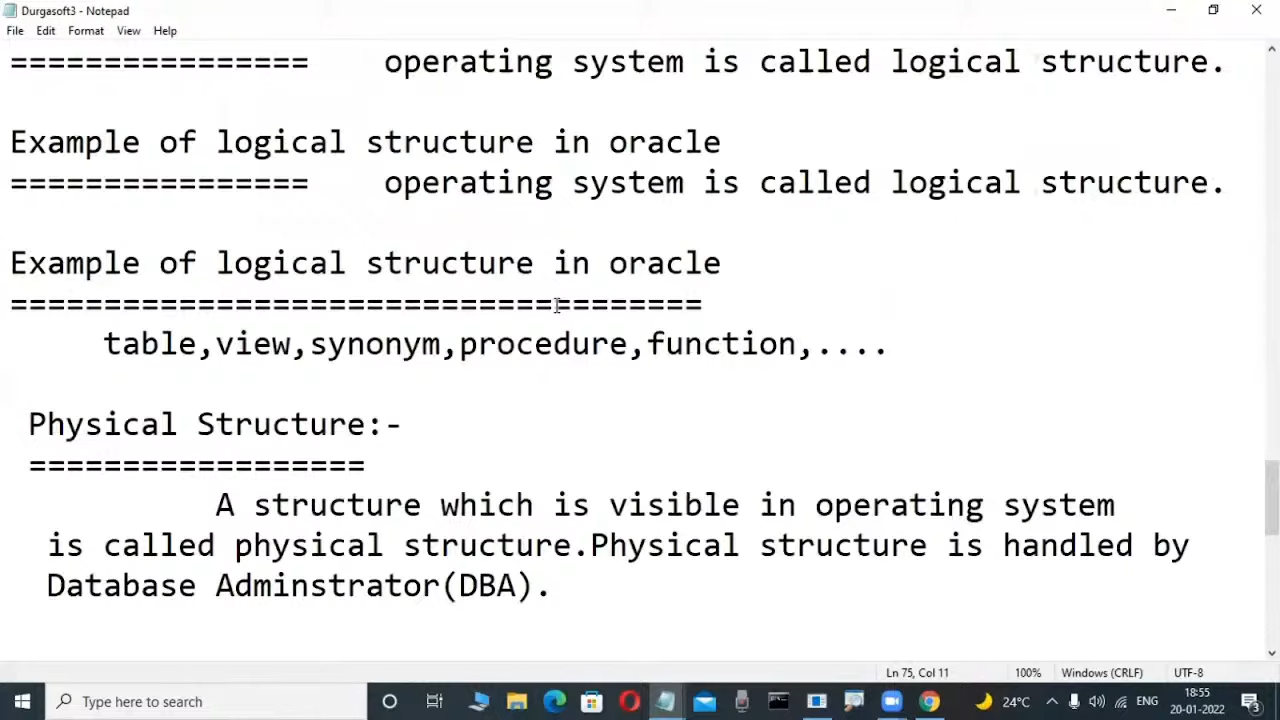 Durgasoft3 - Notepad
File Edit Format View Help
================ operating system is called logical structure.
Example of logical structure in oracle
================ operating system is called logical structure.
Example of logical structure in oracle
=====================================
table,view,synonym,procedure,function,....
Physical Structure:-
==================
A structure which is visible in operating system
is called physical structure.Physical structure is handled by
Database Adminstrator(DBA).
Ln 75, Col 11 100% Windows (CRLF) UTF-8
Type here to search
24°C ENG
18:55
20-01-2022
3